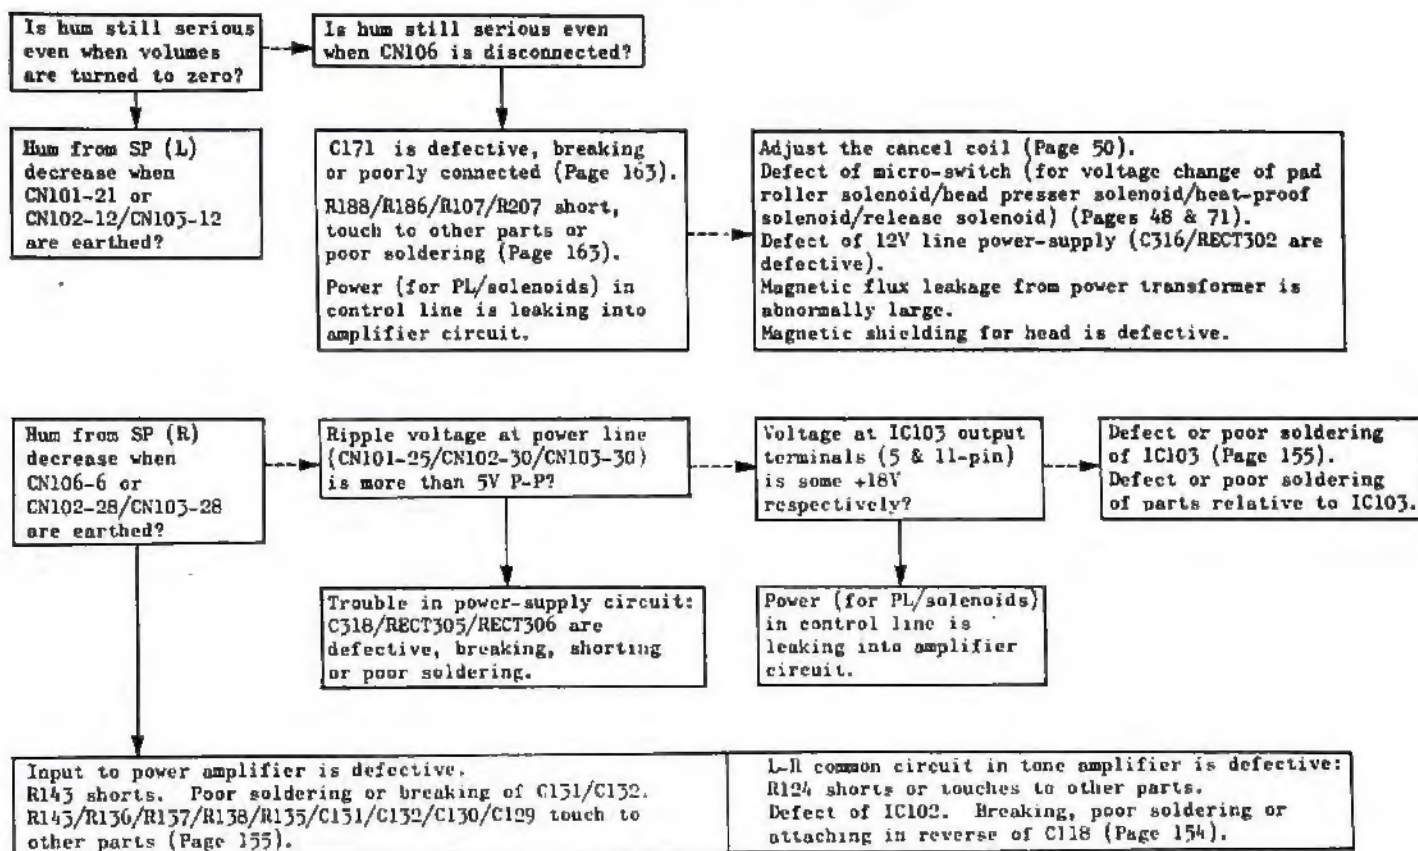 Is hum still serious
even when volumes
are turned to zero?
Is hum still serious even
when CN106 is disconnected?
Hum from SP (L)
decrease when
CN101-21 or
CN102-12/CN103-12
are earthed?
C171 is defective, breaking
or poorly connected (Page 163).
R188/R186/R107/R207 short,
touch to other parts or
poor soldering (Page 163).
Power (for PL/solenoids) in
control line is leaking into
amplifier circuit.
Adjust the cancel coil (Page 50).
Defect of micro-switch (for voltage change of pad
roller solenoid/head presser solenoid/heat-proof
solenoid/release solenoid) (Pages 48 & 71).
Defect of 12V line power-supply (C316/RECT302 are
defective).
Magnetic flux leakage from power transformer is
abnormally large.
Magnetic shielding for head is defective.
Hum from SP (R)
decrease when
CN106-6 or
CN102-28/CN103-28
are earthed?
Ripple voltage at power line
(CN101-25/CN102-30/CN103-30)
is more than 5V P-P?
Voltage at IC103 output
terminals (5 & 11-pin)
is some +18V
respectively?
Defect or poor soldering
of IC103 (Page 155).
Defect or poor soldering
of parts relative to IC103.
Trouble in power-supply circuit:
C318/RECT305/RECT306 are
defective, breaking, shorting
or poor soldering.
Power (for PL/solenoids)
in control line is
leaking into amplifier
circuit.
Input to power amplifier is defective.
R143 shorts. Poor soldering or breaking of C131/C132.
R143/R136/R137/R138/R135/C131/C132/C130/C129 touch to
other parts (Page 155).
L-R common circuit in tone amplifier is defective:
R124 shorts or touches to other parts.
Defect of IC102. Breaking, poor soldering or
attaching in reverse of C118 (Page 154).